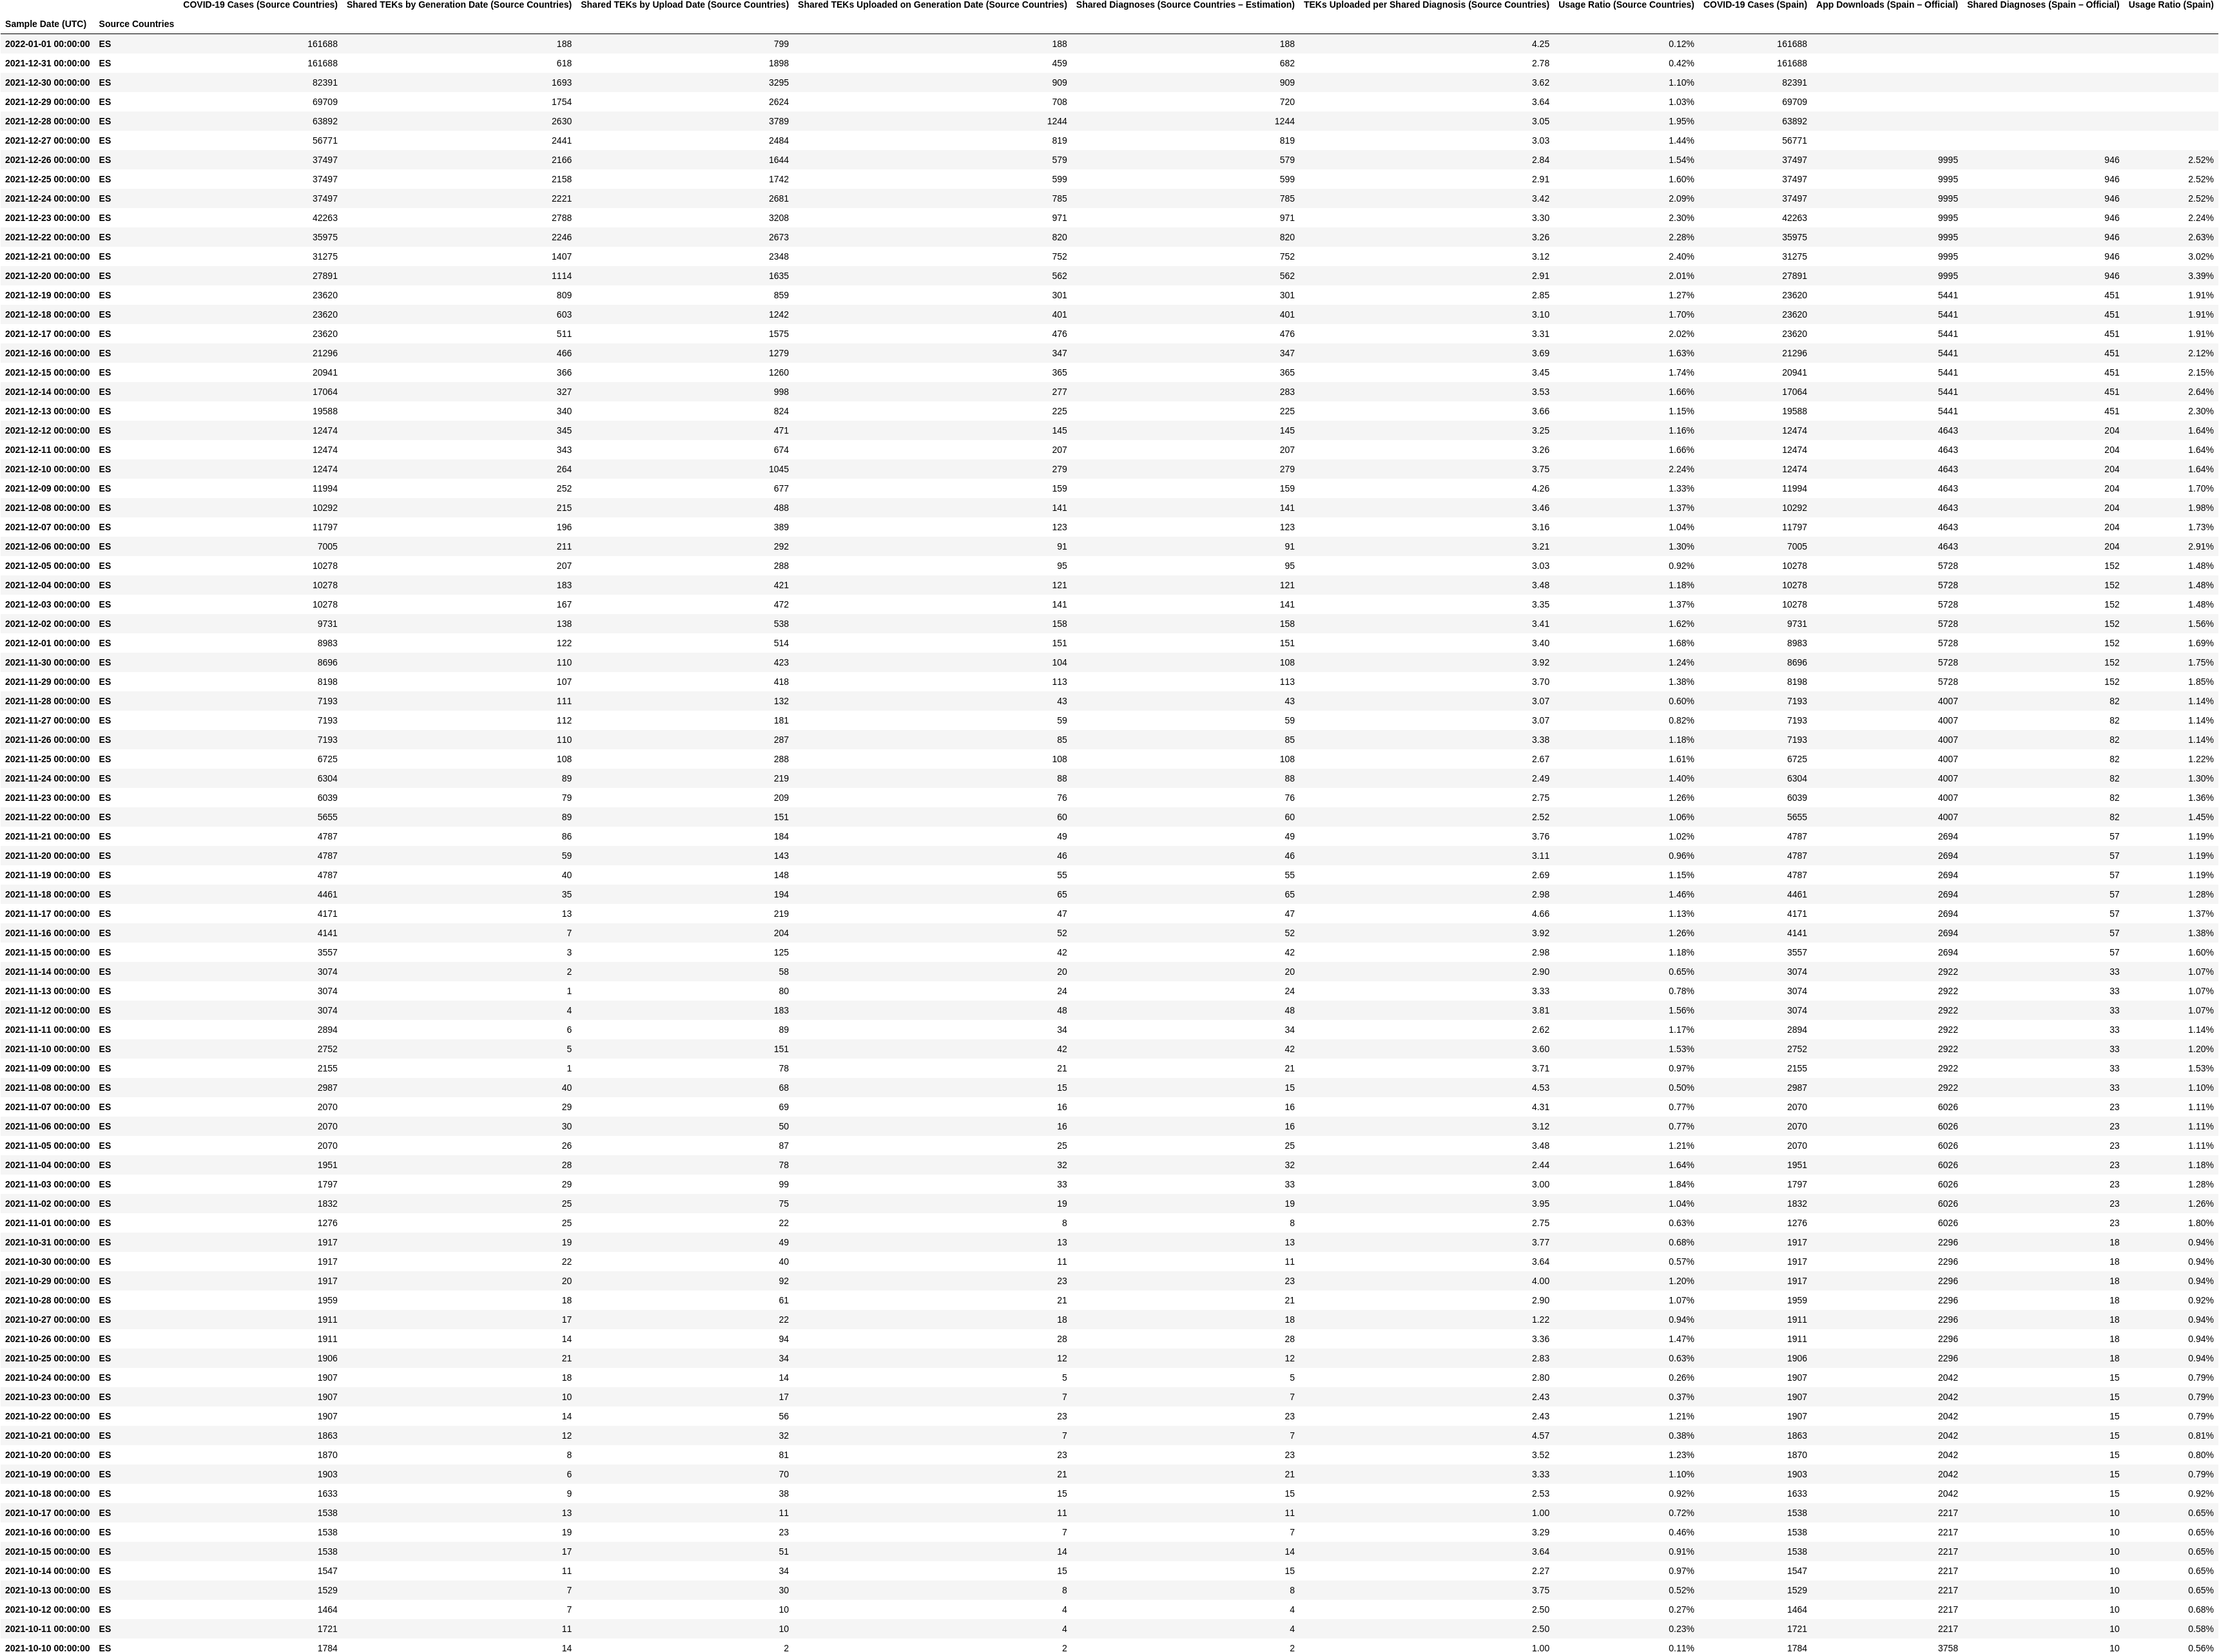 COVID-19 Cases (Source Countries) Shared TEKs by Generation Date (Source Countries) Shared TEKs by Upload Date (Source Countries) Shared TEKs Uploaded on Generation Date (Source Countries) Shared Diagnoses (Source Countries – Estimation) TEKs Uploaded per Shared Diagnosis (Source Countries) Usage Ratio (Source Countries) COVID-19 Cases (Spain) App Downloads (Spain – Official) Shared Diagnoses (Spain – Official) Usage Ratio (Spain)
Sample Date (UTC) Source Countries
2022-01-01 00:00:00 ES 161688 188 799 188 188 4.25 0.12% 161688
2021-12-31 00:00:00 ES 161688 618 1898 459 682 2.78 0.42% 161688
2021-12-30 00:00:00 ES 82391 1693 3295 909 909 3.62 1.10% 82391
2021-12-29 00:00:00 ES 69709 1754 2624 708 720 3.64 1.03% 69709
2021-12-28 00:00:00 ES 63892 2630 3789 1244 1244 3.05 1.95% 63892
2021-12-27 00:00:00 ES 56771 2441 2484 819 819 3.03 1.44% 56771
2021-12-26 00:00:00 ES 37497 2166 1644 579 579 2.84 1.54% 37497 9995 946 2.52%
2021-12-25 00:00:00 ES 37497 2158 1742 599 599 2.91 1.60% 37497 9995 946 2.52%
2021-12-24 00:00:00 ES 37497 2221 2681 785 785 3.42 2.09% 37497 9995 946 2.52%
2021-12-23 00:00:00 ES 42263 2788 3208 971 971 3.30 2.30% 42263 9995 946 2.24%
2021-12-22 00:00:00 ES 35975 2246 2673 820 820 3.26 2.28% 35975 9995 946 2.63%
2021-12-21 00:00:00 ES 31275 1407 2348 752 752 3.12 2.40% 31275 9995 946 3.02%
2021-12-20 00:00:00 ES 27891 1114 1635 562 562 2.91 2.01% 27891 9995 946 3.39%
2021-12-19 00:00:00 ES 23620 809 859 301 301 2.85 1.27% 23620 5441 451 1.91%
2021-12-18 00:00:00 ES 23620 603 1242 401 401 3.10 1.70% 23620 5441 451 1.91%
2021-12-17 00:00:00 ES 23620 511 1575 476 476 3.31 2.02% 23620 5441 451 1.91%
2021-12-16 00:00:00 ES 21296 466 1279 347 347 3.69 1.63% 21296 5441 451 2.12%
2021-12-15 00:00:00 ES 20941 366 1260 365 365 3.45 1.74% 20941 5441 451 2.15%
2021-12-14 00:00:00 ES 17064 327 998 277 283 3.53 1.66% 17064 5441 451 2.64%
2021-12-13 00:00:00 ES 19588 340 824 225 225 3.66 1.15% 19588 5441 451 2.30%
2021-12-12 00:00:00 ES 12474 345 471 145 145 3.25 1.16% 12474 4643 204 1.64%
2021-12-11 00:00:00 ES 12474 343 674 207 207 3.26 1.66% 12474 4643 204 1.64%
2021-12-10 00:00:00 ES 12474 264 1045 279 279 3.75 2.24% 12474 4643 204 1.64%
2021-12-09 00:00:00 ES 11994 252 677 159 159 4.26 1.33% 11994 4643 204 1.70%
2021-12-08 00:00:00 ES 10292 215 488 141 141 3.46 1.37% 10292 4643 204 1.98%
2021-12-07 00:00:00 ES 11797 196 389 123 123 3.16 1.04% 11797 4643 204 1.73%
2021-12-06 00:00:00 ES 7005 211 292 91 91 3.21 1.30% 7005 4643 204 2.91%
2021-12-05 00:00:00 ES 10278 207 288 95 95 3.03 0.92% 10278 5728 152 1.48%
2021-12-04 00:00:00 ES 10278 183 421 121 121 3.48 1.18% 10278 5728 152 1.48%
2021-12-03 00:00:00 ES 10278 167 472 141 141 3.35 1.37% 10278 5728 152 1.48%
2021-12-02 00:00:00 ES 9731 138 538 158 158 3.41 1.62% 9731 5728 152 1.56%
2021-12-01 00:00:00 ES 8983 122 514 151 151 3.40 1.68% 8983 5728 152 1.69%
2021-11-30 00:00:00 ES 8696 110 423 104 108 3.92 1.24% 8696 5728 152 1.75%
2021-11-29 00:00:00 ES 8198 107 418 113 113 3.70 1.38% 8198 5728 152 1.85%
2021-11-28 00:00:00 ES 7193 111 132 43 43 3.07 0.60% 7193 4007 82 1.14%
2021-11-27 00:00:00 ES 7193 112 181 59 59 3.07 0.82% 7193 4007 82 1.14%
2021-11-26 00:00:00 ES 7193 110 287 85 85 3.38 1.18% 7193 4007 82 1.14%
2021-11-25 00:00:00 ES 6725 108 288 108 108 2.67 1.61% 6725 4007 82 1.22%
2021-11-24 00:00:00 ES 6304 89 219 88 88 2.49 1.40% 6304 4007 82 1.30%
2021-11-23 00:00:00 ES 6039 79 209 76 76 2.75 1.26% 6039 4007 82 1.36%
2021-11-22 00:00:00 ES 5655 89 151 60 60 2.52 1.06% 5655 4007 82 1.45%
2021-11-21 00:00:00 ES 4787 86 184 49 49 3.76 1.02% 4787 2694 57 1.19%
2021-11-20 00:00:00 ES 4787 59 143 46 46 3.11 0.96% 4787 2694 57 1.19%
2021-11-19 00:00:00 ES 4787 40 148 55 55 2.69 1.15% 4787 2694 57 1.19%
2021-11-18 00:00:00 ES 4461 35 194 65 65 2.98 1.46% 4461 2694 57 1.28%
2021-11-17 00:00:00 ES 4171 13 219 47 47 4.66 1.13% 4171 2694 57 1.37%
2021-11-16 00:00:00 ES 4141 7 204 52 52 3.92 1.26% 4141 2694 57 1.38%
2021-11-15 00:00:00 ES 3557 3 125 42 42 2.98 1.18% 3557 2694 57 1.60%
2021-11-14 00:00:00 ES 3074 2 58 20 20 2.90 0.65% 3074 2922 33 1.07%
2021-11-13 00:00:00 ES 3074 1 80 24 24 3.33 0.78% 3074 2922 33 1.07%
2021-11-12 00:00:00 ES 3074 4 183 48 48 3.81 1.56% 3074 2922 33 1.07%
2021-11-11 00:00:00 ES 2894 6 89 34 34 2.62 1.17% 2894 2922 33 1.14%
2021-11-10 00:00:00 ES 2752 5 151 42 42 3.60 1.53% 2752 2922 33 1.20%
2021-11-09 00:00:00 ES 2155 1 78 21 21 3.71 0.97% 2155 2922 33 1.53%
2021-11-08 00:00:00 ES 2987 40 68 15 15 4.53 0.50% 2987 2922 33 1.10%
2021-11-07 00:00:00 ES 2070 29 69 16 16 4.31 0.77% 2070 6026 23 1.11%
2021-11-06 00:00:00 ES 2070 30 50 16 16 3.12 0.77% 2070 6026 23 1.11%
2021-11-05 00:00:00 ES 2070 26 87 25 25 3.48 1.21% 2070 6026 23 1.11%
2021-11-04 00:00:00 ES 1951 28 78 32 32 2.44 1.64% 1951 6026 23 1.18%
2021-11-03 00:00:00 ES 1797 29 99 33 33 3.00 1.84% 1797 6026 23 1.28%
2021-11-02 00:00:00 ES 1832 25 75 19 19 3.95 1.04% 1832 6026 23 1.26%
2021-11-01 00:00:00 ES 1276 25 22 8 8 2.75 0.63% 1276 6026 23 1.80%
2021-10-31 00:00:00 ES 1917 19 49 13 13 3.77 0.68% 1917 2296 18 0.94%
2021-10-30 00:00:00 ES 1917 22 40 11 11 3.64 0.57% 1917 2296 18 0.94%
2021-10-29 00:00:00 ES 1917 20 92 23 23 4.00 1.20% 1917 2296 18 0.94%
2021-10-28 00:00:00 ES 1959 18 61 21 21 2.90 1.07% 1959 2296 18 0.92%
2021-10-27 00:00:00 ES 1911 17 22 18 18 1.22 0.94% 1911 2296 18 0.94%
2021-10-26 00:00:00 ES 1911 14 94 28 28 3.36 1.47% 1911 2296 18 0.94%
2021-10-25 00:00:00 ES 1906 21 34 12 12 2.83 0.63% 1906 2296 18 0.94%
2021-10-24 00:00:00 ES 1907 18 14 5 5 2.80 0.26% 1907 2042 15 0.79%
2021-10-23 00:00:00 ES 1907 10 17 7 7 2.43 0.37% 1907 2042 15 0.79%
2021-10-22 00:00:00 ES 1907 14 56 23 23 2.43 1.21% 1907 2042 15 0.79%
2021-10-21 00:00:00 ES 1863 12 32 7 7 4.57 0.38% 1863 2042 15 0.81%
2021-10-20 00:00:00 ES 1870 8 81 23 23 3.52 1.23% 1870 2042 15 0.80%
2021-10-19 00:00:00 ES 1903 6 70 21 21 3.33 1.10% 1903 2042 15 0.79%
2021-10-18 00:00:00 ES 1633 9 38 15 15 2.53 0.92% 1633 2042 15 0.92%
2021-10-17 00:00:00 ES 1538 13 11 11 11 1.00 0.72% 1538 2217 10 0.65%
2021-10-16 00:00:00 ES 1538 19 23 7 7 3.29 0.46% 1538 2217 10 0.65%
2021-10-15 00:00:00 ES 1538 17 51 14 14 3.64 0.91% 1538 2217 10 0.65%
2021-10-14 00:00:00 ES 1547 11 34 15 15 2.27 0.97% 1547 2217 10 0.65%
2021-10-13 00:00:00 ES 1529 7 30 8 8 3.75 0.52% 1529 2217 10 0.65%
2021-10-12 00:00:00 ES 1464 7 10 4 4 2.50 0.27% 1464 2217 10 0.68%
2021-10-11 00:00:00 ES 1721 11 10 4 4 2.50 0.23% 1721 2217 10 0.58%
2021-10-10 00:00:00 ES 1784 14 2 2 2 1.00 0.11% 1784 3758 10 0.56%